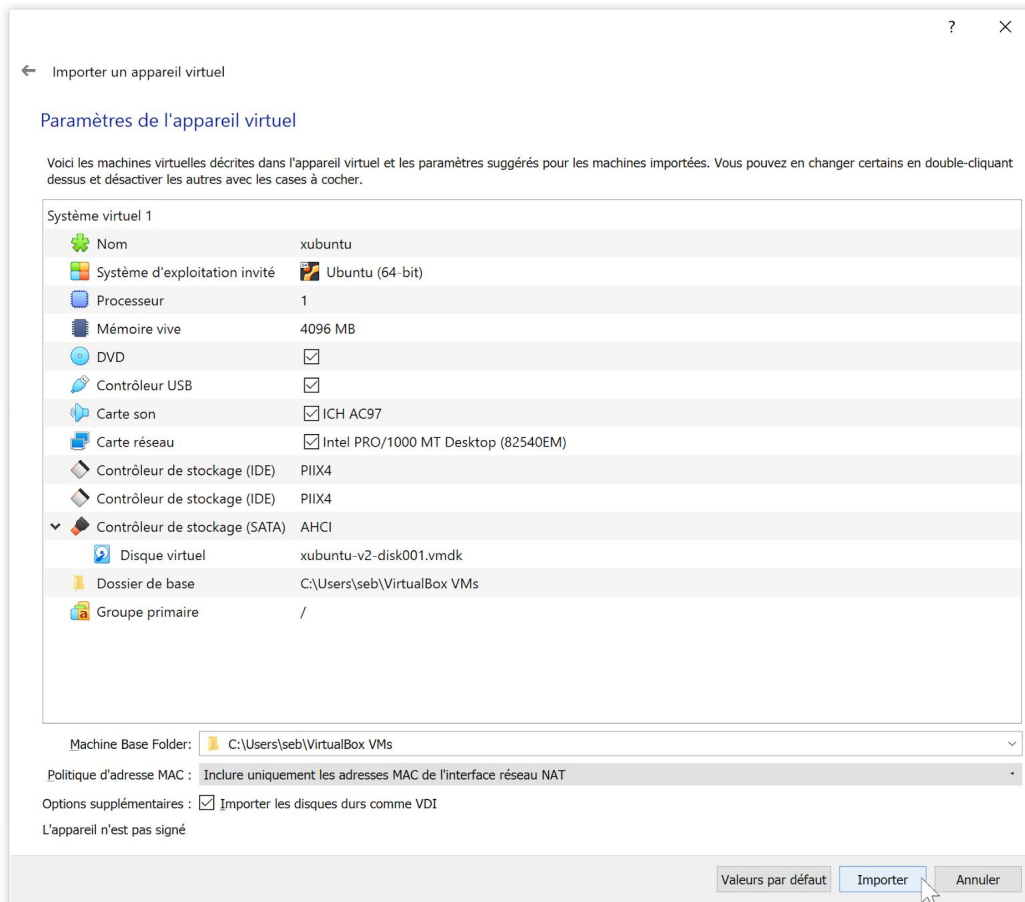 ?
Importer un appareil virtuel
Paramètres de l'appareil virtuel
Voici les machines virtuelles décrites dans l'appareil virtuel et les paramètres suggérés pour les machines importées. Vous pouvez en changer certains en double-cliquant
dessus et désactiver les autres avec les cases à cocher.
Système virtuel 1
Nom xubuntu
Système d'exploitation invité Ubuntu (64-bit)
Processeur 1
Mémoire vive 4096 MB
DVD
Contrôleur USB
Carte son ICH AC97
Carte réseau Intel PRO/1000 MT Desktop (82540EM)
Contrôleur de stockage (IDE) PIIX4
Contrôleur de stockage (IDE) PIIX4
Contrôleur de stockage (SATA) AHCI
Disque virtuel xubuntu-v2-disk001.vmdk
Dossier de base C:\Users\seb\VirtualBox VMs
Groupe primaire /
Machine Base Folder: C:\Users\seb\VirtualBox VMs
Politique d'adresse MAC : Inclure uniquement les adresses MAC de l'interface réseau NAT
Options supplémentaires : Importer les disques durs comme VDI
L'appareil n'est pas signé
Valeurs par défaut Importer Annuler